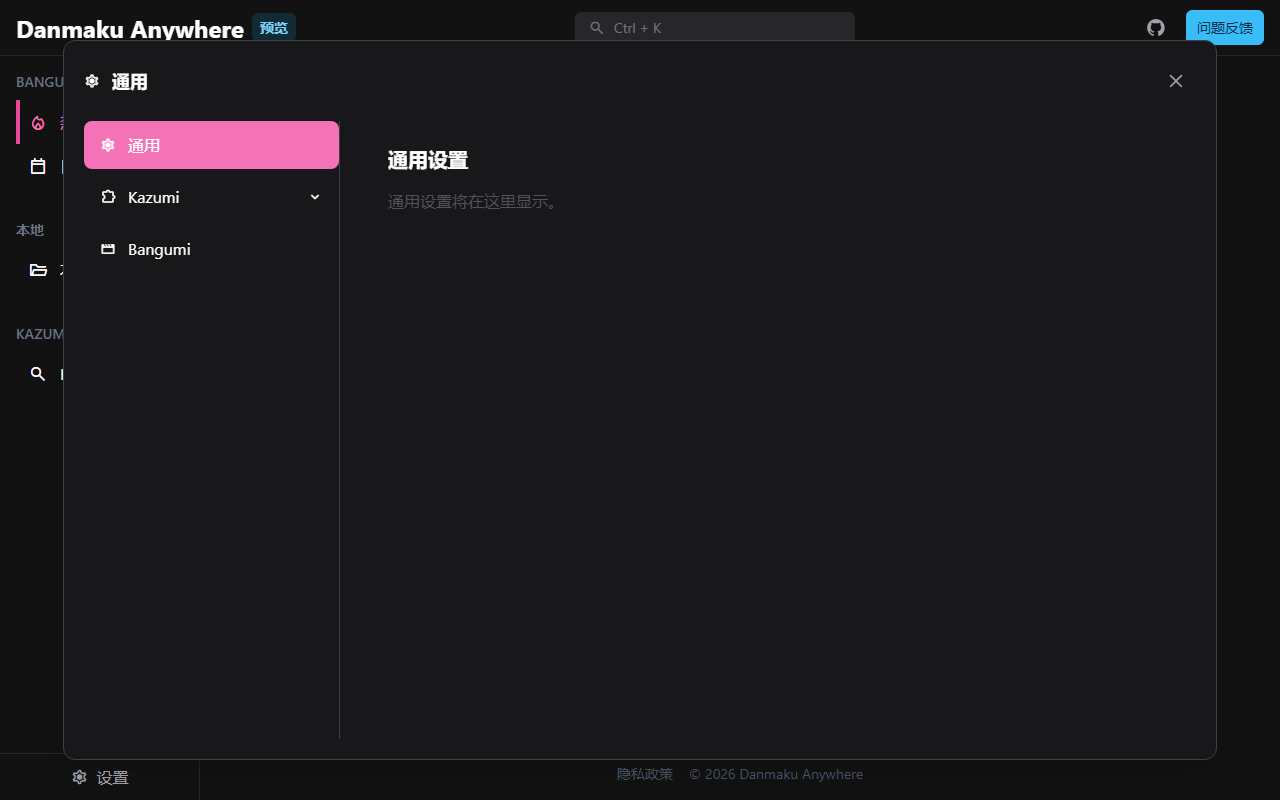 Danmaku Anywhere 预览
Ctrl + K
问题反馈
BANGU
通用
通用
Kazumi
Bangumi
通用设置
通用设置将在这里显示。
本地
KAZUM
设置
隐私政策 © 2026 Danmaku Anywhere